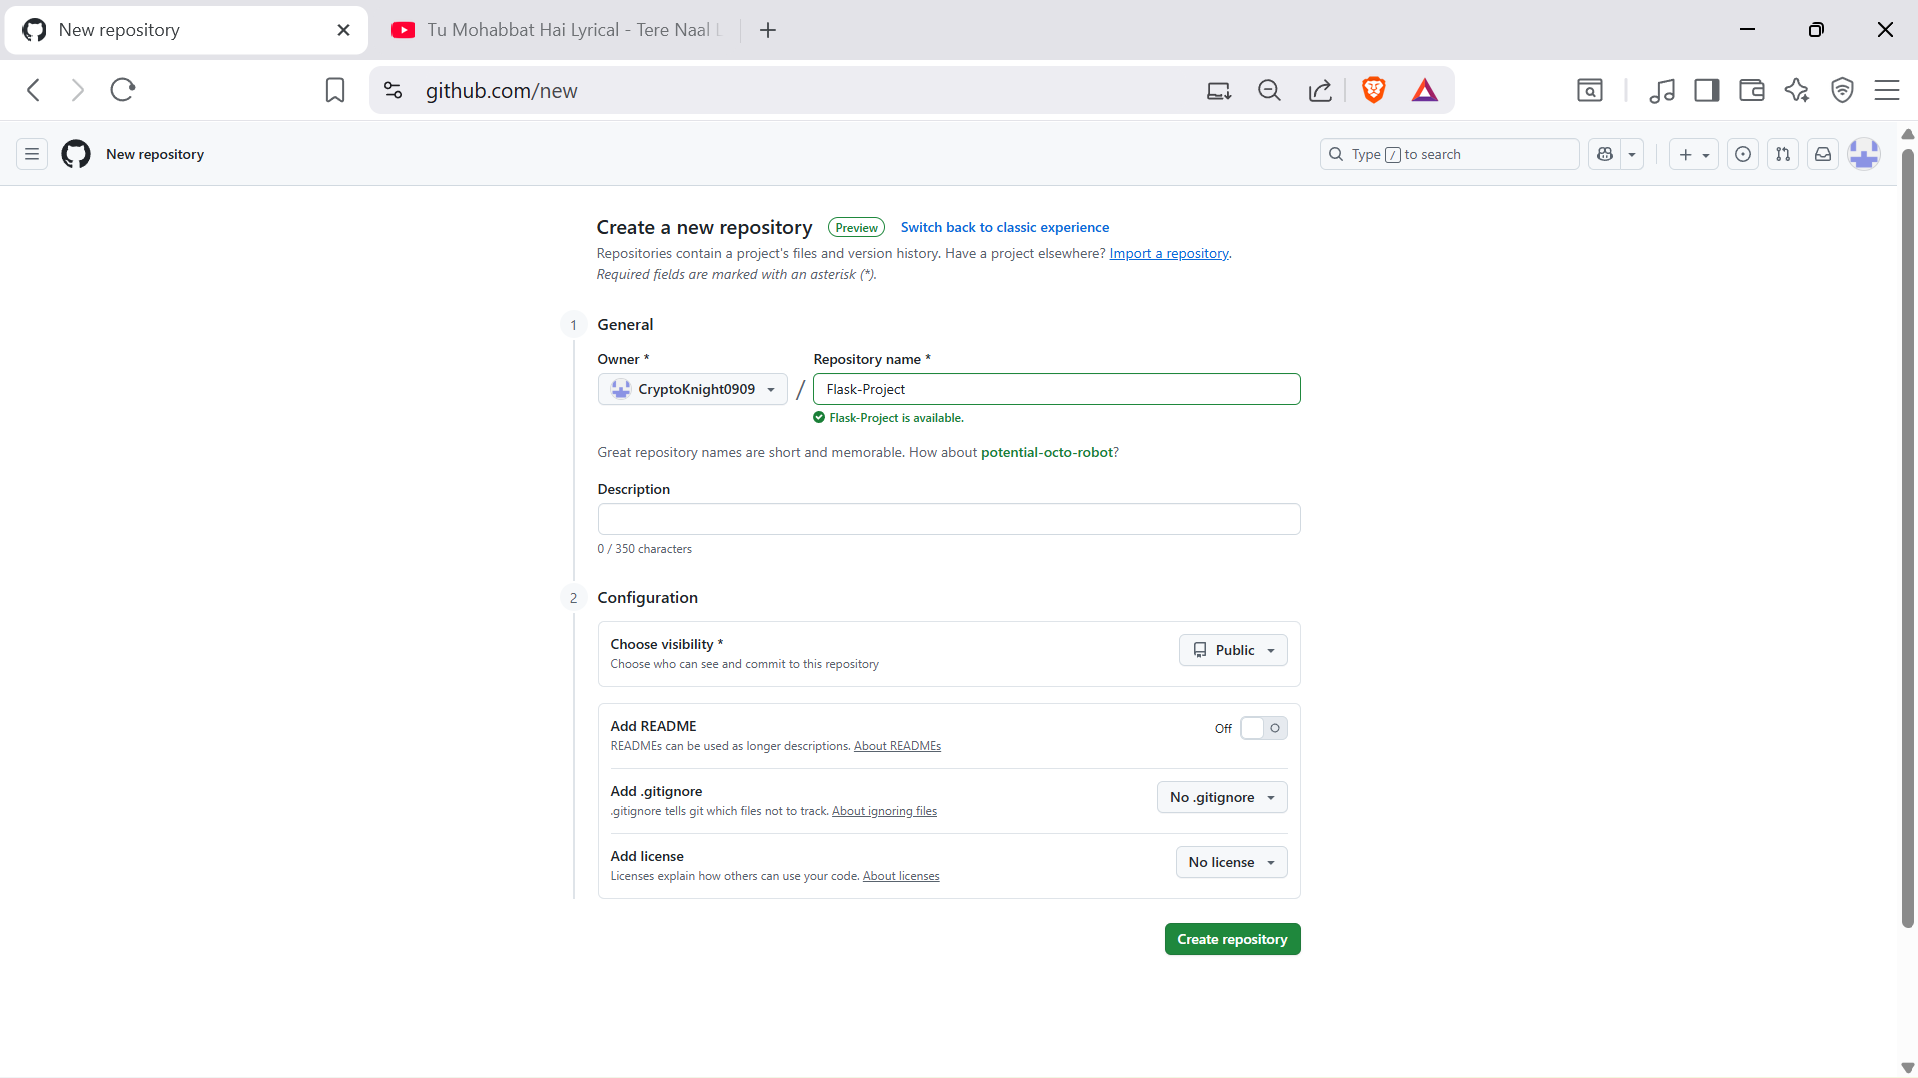 New repository
Tu Mohabbat Hai Lyrical - Tere Naal
github.com/new
New repository
Type / to search
Create a new repository Preview Switch back to classic experience
Repositories contain a project's files and version history. Have a project elsewhere? Import a repository.
Required fields are marked with an asterisk (*).
1 General
Owner * Repository name *
CryptoKnight0909 / Flask-Project
Flask-Project is available.
Great repository names are short and memorable. How about potential-octo-robot?
Description
0 / 350 characters
2 Configuration
Choose visibility *
Public
Choose who can see and commit to this repository
Add README
Off
READMEs can be used as longer descriptions. About READMEs
Add .gitignore
No .gitignore
.gitignore tells git which files not to track. About ignoring files
Add license
No license
Licenses explain how others can use your code. About licenses
Create repository